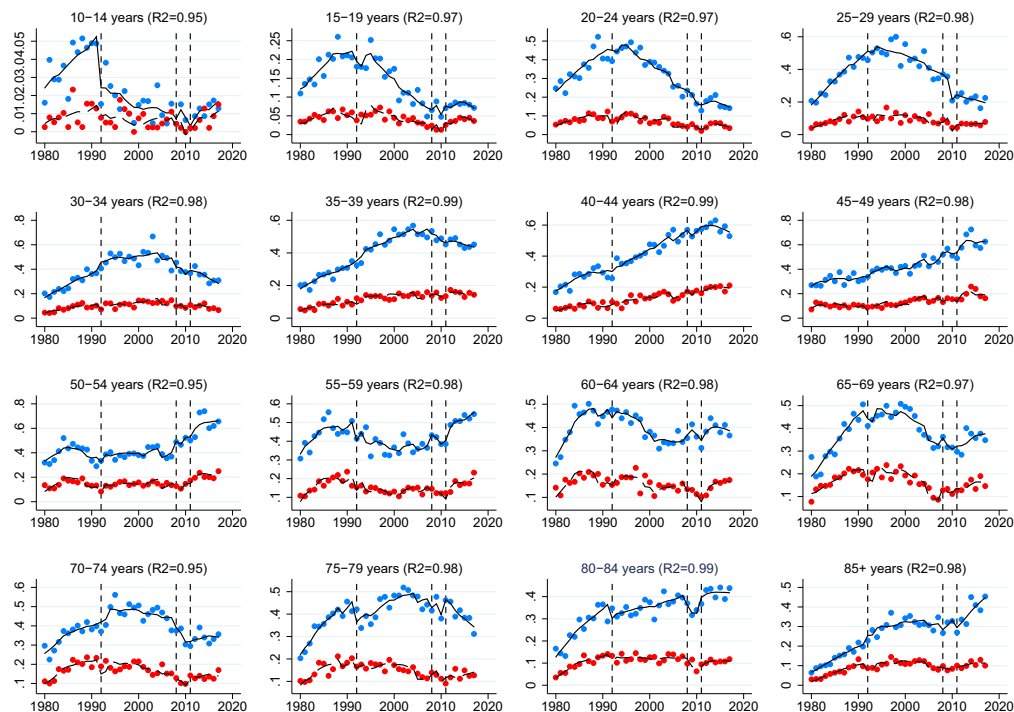 10−14 years (R2=0.95)
0 .01.02.03.04.05
1980 1990 2000 2010 2020
15−19 years (R2=0.97)
0 .05 .1 .15 .2 .25
1980 1990 2000 2010 2020
20−24 years (R2=0.97)
0 .1 .2 .3 .4 .5
1980 1990 2000 2010 2020
25−29 years (R2=0.98)
0 .2 .4 .6
1980 1990 2000 2010 2020
30−34 years (R2=0.98)
0 .2 .4 .6 .8
1980 1990 2000 2010 2020
35−39 years (R2=0.99)
0 .2 .4 .6
1980 1990 2000 2010 2020
40−44 years (R2=0.99)
0 .2 .4 .6
1980 1990 2000 2010 2020
45−49 years (R2=0.98)
0 .2 .4 .6 .8
1980 1990 2000 2010 2020
50−54 years (R2=0.95)
0 .2 .4 .6 .8
1980 1990 2000 2010 2020
55−59 years (R2=0.98)
.1 .2 .3 .4 .5 .6
1980 1990 2000 2010 2020
60−64 years (R2=0.98)
.1 .2 .3 .4 .5
1980 1990 2000 2010 2020
65−69 years (R2=0.97)
.1 .2 .3 .4 .5
1980 1990 2000 2010 2020
70−74 years (R2=0.95)
.1 .2 .3 .4 .5 .6
1980 1990 2000 2010 2020
75−79 years (R2=0.98)
.1 .2 .3 .4 .5
1980 1990 2000 2010 2020
80−84 years (R2=0.99)
0 .1 .2 .3 .4
1980 1990 2000 2010 2020
85+ years (R2=0.98)
0 .1 .2 .3 .4 .5
1980 1990 2000 2010 2020